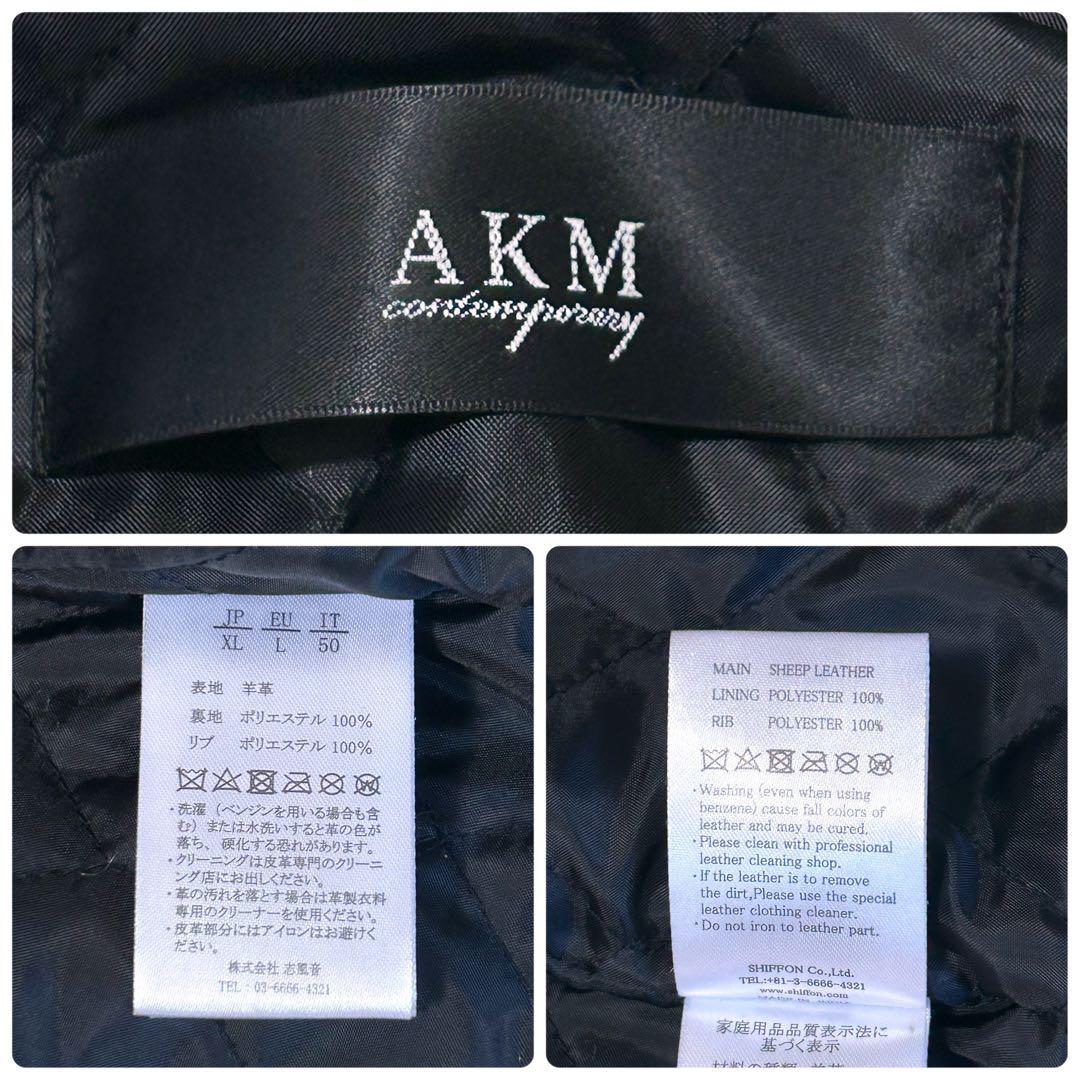 AKM
contemporary
JP EU IT
XL L 50
表地 羊革
裏地 ポリエステル 100%
リブ ポリエステル 100%
・洗濯（ベンジンを用いる場合も含
む）または水洗いすると革の色が
落ち、硬化する恐れがあります。
・クリーニングは皮革専門のクリーニ
ング店にお出しください。
・革の汚れを落とす場合は革製衣料
専用のクリーナーを使用ください。
・皮革部分にはアイロンはお避けく
ださい。
株式会社 志風音
TEL：03-6666-4321
MAIN SHEEP LEATHER
LINING POLYESTER 100%
RIB POLYESTER 100%
・Washing (even when using
benzene) cause fall colors of
leather and may be cured.
・Please clean with professional
leather cleaning shop.
・If the leather is to remove
the dirt,Please use the special
leather clothing cleaner.
・Do not iron to leather part.
SHIFFON Co.,Ltd.
TEL:+81-3-6666-4321
www.shiffon.com
MADE IN
家庭用品品質表示法に
基づく表示
材料の種類 羊革